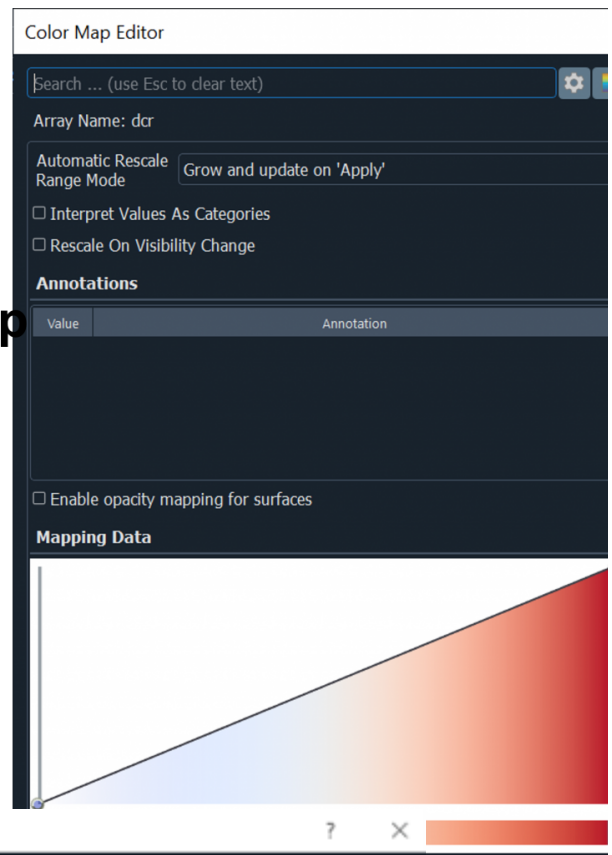 Color Map Editor
Search ... (use Esc to clear text)
Array Name: dcr
Automatic Rescale
Range Mode
Grow and update on 'Apply'
Interpret Values As Categories
Rescale On Visibility Change
Annotations
p
Value Annotation
Enable opacity mapping for surfaces
Mapping Data
?